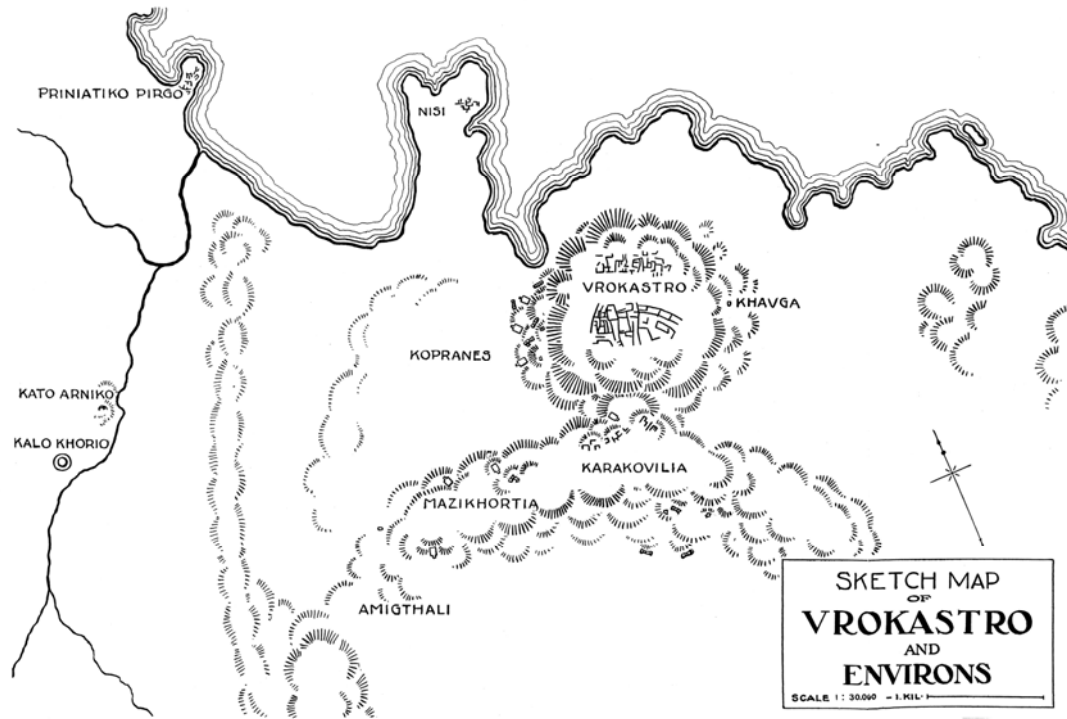 PRINIATIKO PIRGO
NISI
VROKASTRO
KHAVGA
KOPRANES
KATO ARNIKO
KALO KHORIO
KARAKOVILIA
MAZIKHORTIA
AMIGTHALI
SKETCH MAP
OF
VROKASTRO
AND
ENVIRONS
SCALE 1: 30.000 - 1. KIL.